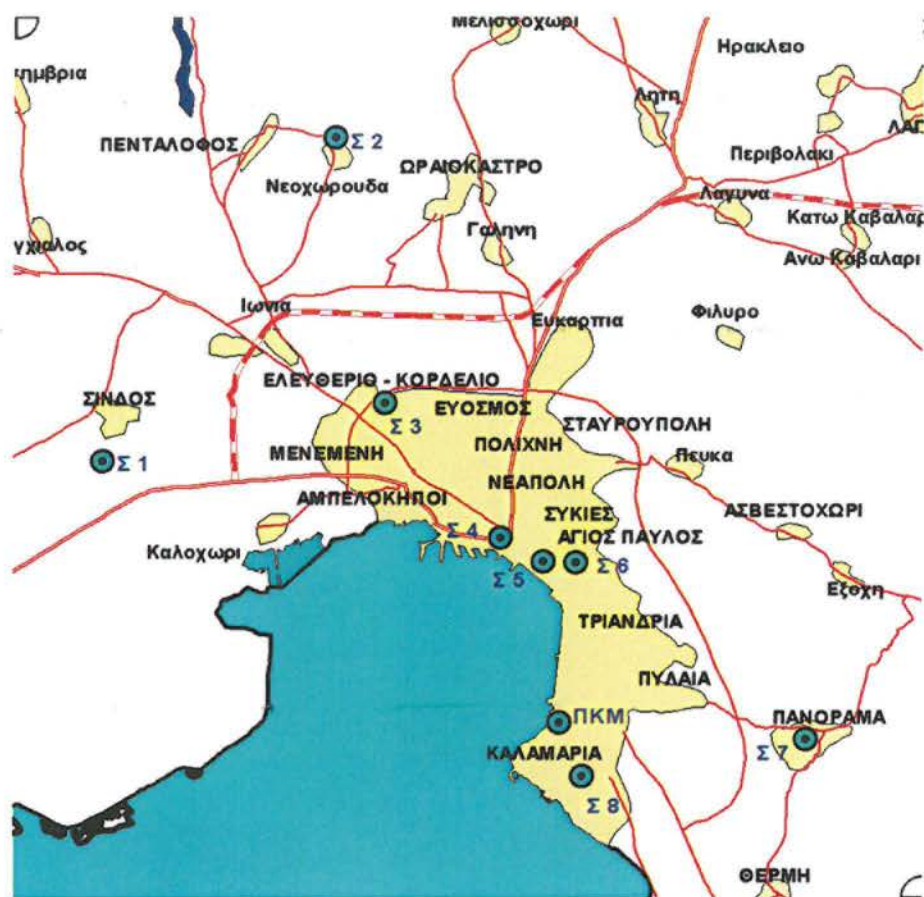 Μελισσοχωρι
Ηρακλειο
Λητη
ΠΕΝΤΑΛΟΦΟΣ
Σ 2
Περιβολακι
ΩΡΑΙΟΚΑΣΤΡΟ
Νεοχωρουδα
Λαγυνα
Κατω Καβαλαρ
Γαληνη
γχιαλος
Ανω Καβαλαρι
Ιωνια
Φιλυρο
Ευκαρπια
ΕΛΕΥΘΕΡΙΟ - ΚΟΡΔΕΛΙΟ
ΣΙΝΔΟΣ
ΕΥΟΣΜΟΣ
ΣΤΑΥΡΟΥΠΟΛΗ
Σ 3
ΠΟΛΙΧΝΗ
ΜΕΝΕΜΕΝΗ
Πευκα
Σ 1
ΝΕΑΠΟΛΗ
ΑΜΠΕΛΟΚΗΠΟΙ
ΑΣΒΕΣΤΟΧΩΡΙ
ΣΥΚΙΕΣ
Σ 4
ΑΓΙΟΣ ΠΑΥΛΟΣ
Καλοχωρι
Σ 5
Σ 6
Εξοχη
ΤΡΙΑΝΔΡΙΑ
ΠΥΛΑΙΑ
ΠΚΜ
ΠΑΝΟΡΑΜΑ
Σ 7
ΚΑΛΑΜΑΡΙΑ
Σ 8
ΘΕΡΜΗ